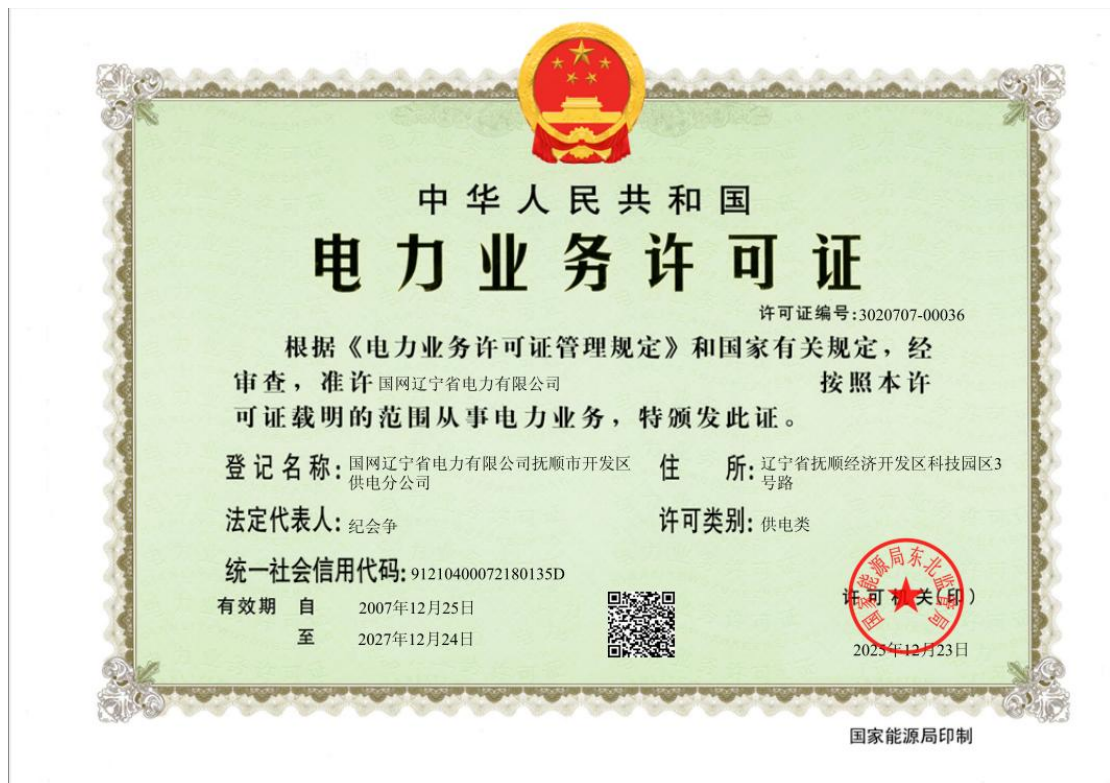 中华人民共和国
电力业务许可证
许可证编号:3020707-00036
根据《电力业务许可证管理规定》和国家有关规定，经
审查，准许 国网辽宁省电力有限公司 按照本许
可证载明的范围从事电力业务，特颁发此证。
登记名称: 国网辽宁省电力有限公司抚顺市开发区
供电分公司
住 所: 辽宁省抚顺经济开发区科技园区3
号路
法定代表人: 纪会争
许可类别: 供电类
统一社会信用代码: 91210400072180135D
有效期 自 2007年12月25日
至 2027年12月24日
国家能源局东北监管局
许可机关(印)
2025年12月23日
国家能源局印制